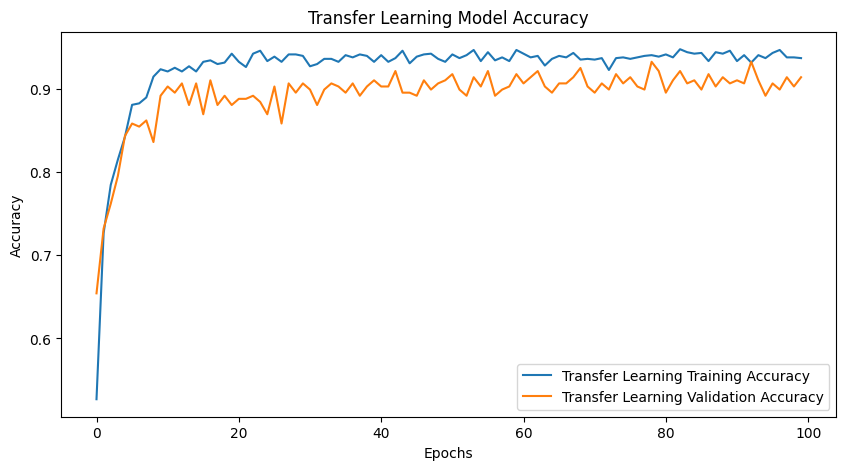 Transfer Learning Model Accuracy
0.9
0.8
0.7
0.6
Accuracy
0 20 40 60 80 100
Epochs
Transfer Learning Training Accuracy
Transfer Learning Validation Accuracy